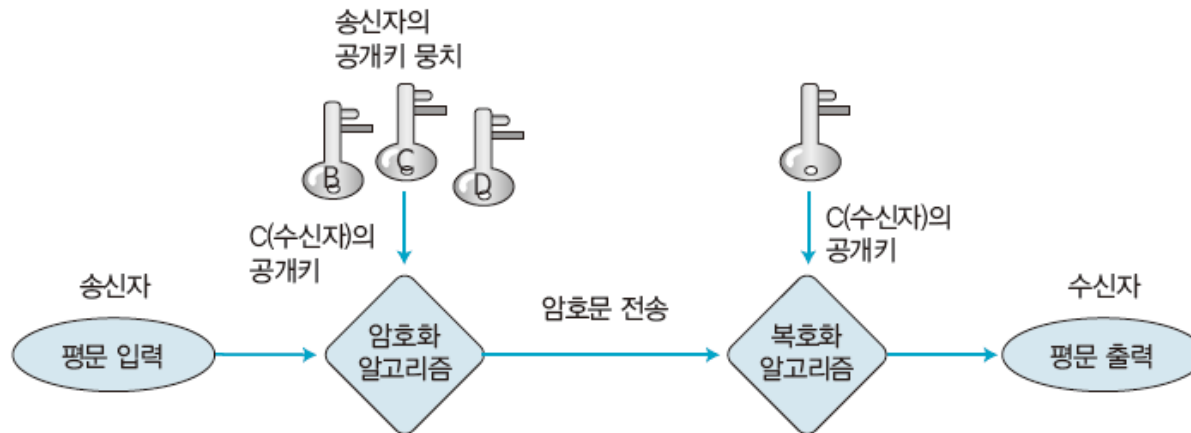 송신자의
공개키 뭉치
B
C
D
C(수신자)의
공개키
C(수신자)의
공개키
송신자
평문 입력
암호화
알고리즘
암호문 전송
복호화
알고리즘
수신자
평문 출력